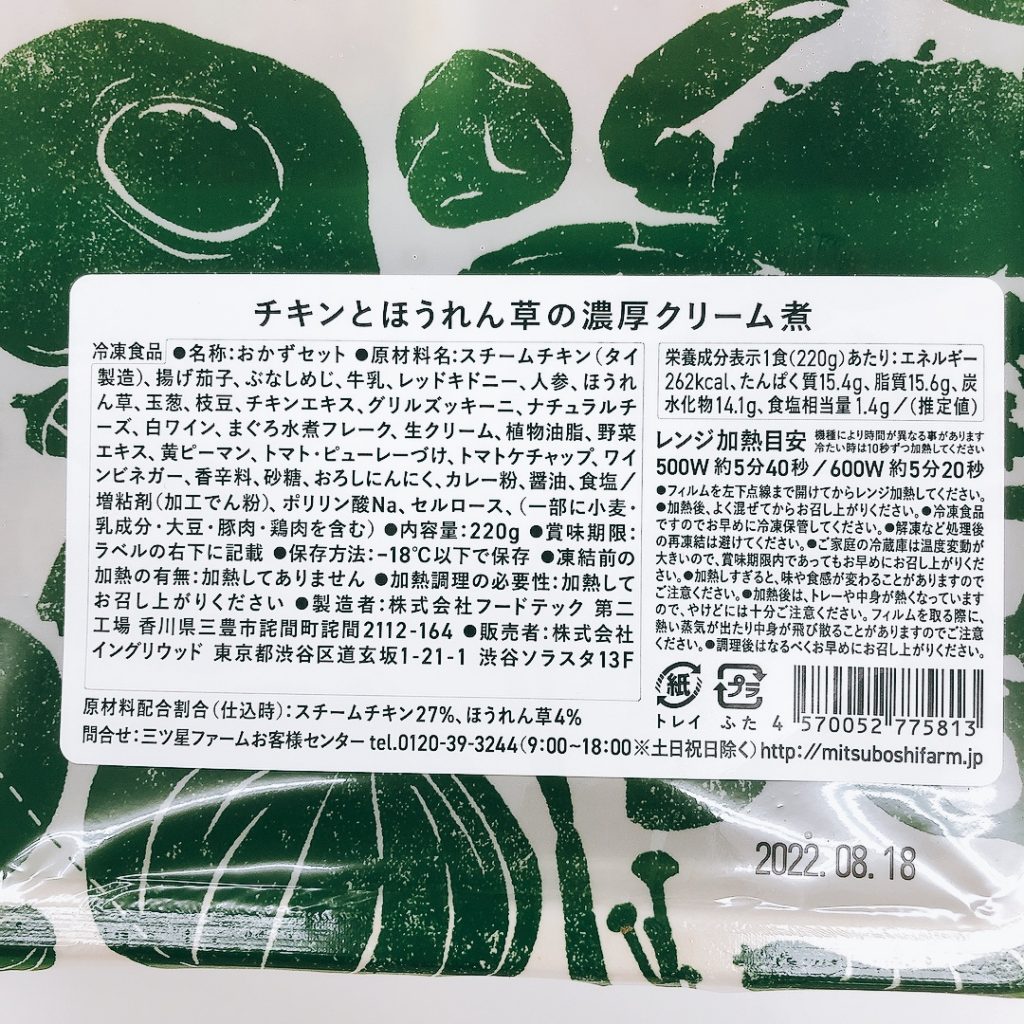 チキンとほうれん草の濃厚クリーム煮
冷凍食品 ●名称:おかずセット ●原材料名:スチームチキン(タイ
製造)、揚げ茄子、ぶなしめじ、牛乳、レッドキドニー、人参、ほうれ
ん草、玉葱、枝豆、チキンエキス、グリルズッキーニ、ナチュラルチ
ーズ、白ワイン、まぐろ水煮フレーク、生クリーム、植物油脂、野菜
エキス、黄ピーマン、トマト・ピューレーづけ、トマトケチャップ、ワイ
ンビネガー、香辛料、砂糖、おろしにんにく、カレー粉、醤油、食塩/
増粘剤(加工でん粉)、ポリリン酸Na、セルロース、(一部に小麦・
乳成分・大豆・豚肉・鶏肉を含む) ●内容量:220g ●賞味期限:
ラベルの右下に記載 ●保存方法:−18℃以下で保存 ●凍結前の
加熱の有無:加熱してありません ●加熱調理の必要性:加熱して
お召し上がりください ●製造者:株式会社フードテック 第二
工場 香川県三豊市詫間町詫間2112-164 ●販売者:株式会社
イングリウッド 東京都渋谷区道玄坂1-21-1 渋谷ソラスタ13F
栄養成分表示1食(220g)あたり:エネルギー
262kcal、たんぱく質15.4g、脂質15.6g、炭
水化物14.1g、食塩相当量1.4g/(推定値)
レンジ加熱目安 機種により時間が異なる事があります
冷たい時は10秒ずつ加熱してください
500W 約5分40秒/600W 約5分20秒
●フィルムを左下点線まで開けてからレンジ加熱してください。
●加熱後、よく混ぜてからお召し上がりください。●冷凍食品
ですのでお早めに冷凍保管してください。●解凍など処理後
の再凍結は避けてください。●ご家庭の冷蔵庫は温度変動が
大きいので、賞味期限内であってもお早めにお召し上がりくだ
さい。●加熱しすぎると、味や食感が変わることがありますので
ご注意ください。●加熱後は、トレーや中身が熱くなっています
ので、やけどには十分ご注意ください。フィルムを取る際に、
熱い蒸気が出たり中身が飛び散ることがありますのでご注意
ください。●調理後はなるべくお早めにお召し上がりください。
紙 プラ
トレイ ふた 4 570052 775813
原材料配合割合(仕込時):スチームチキン27%、ほうれん草4%
問合せ:三ツ星ファームお客様センター tel.0120-39-3244(9:00~18:00※土日祝日除く)http://mitsuboshifarm.jp
2022.08.18